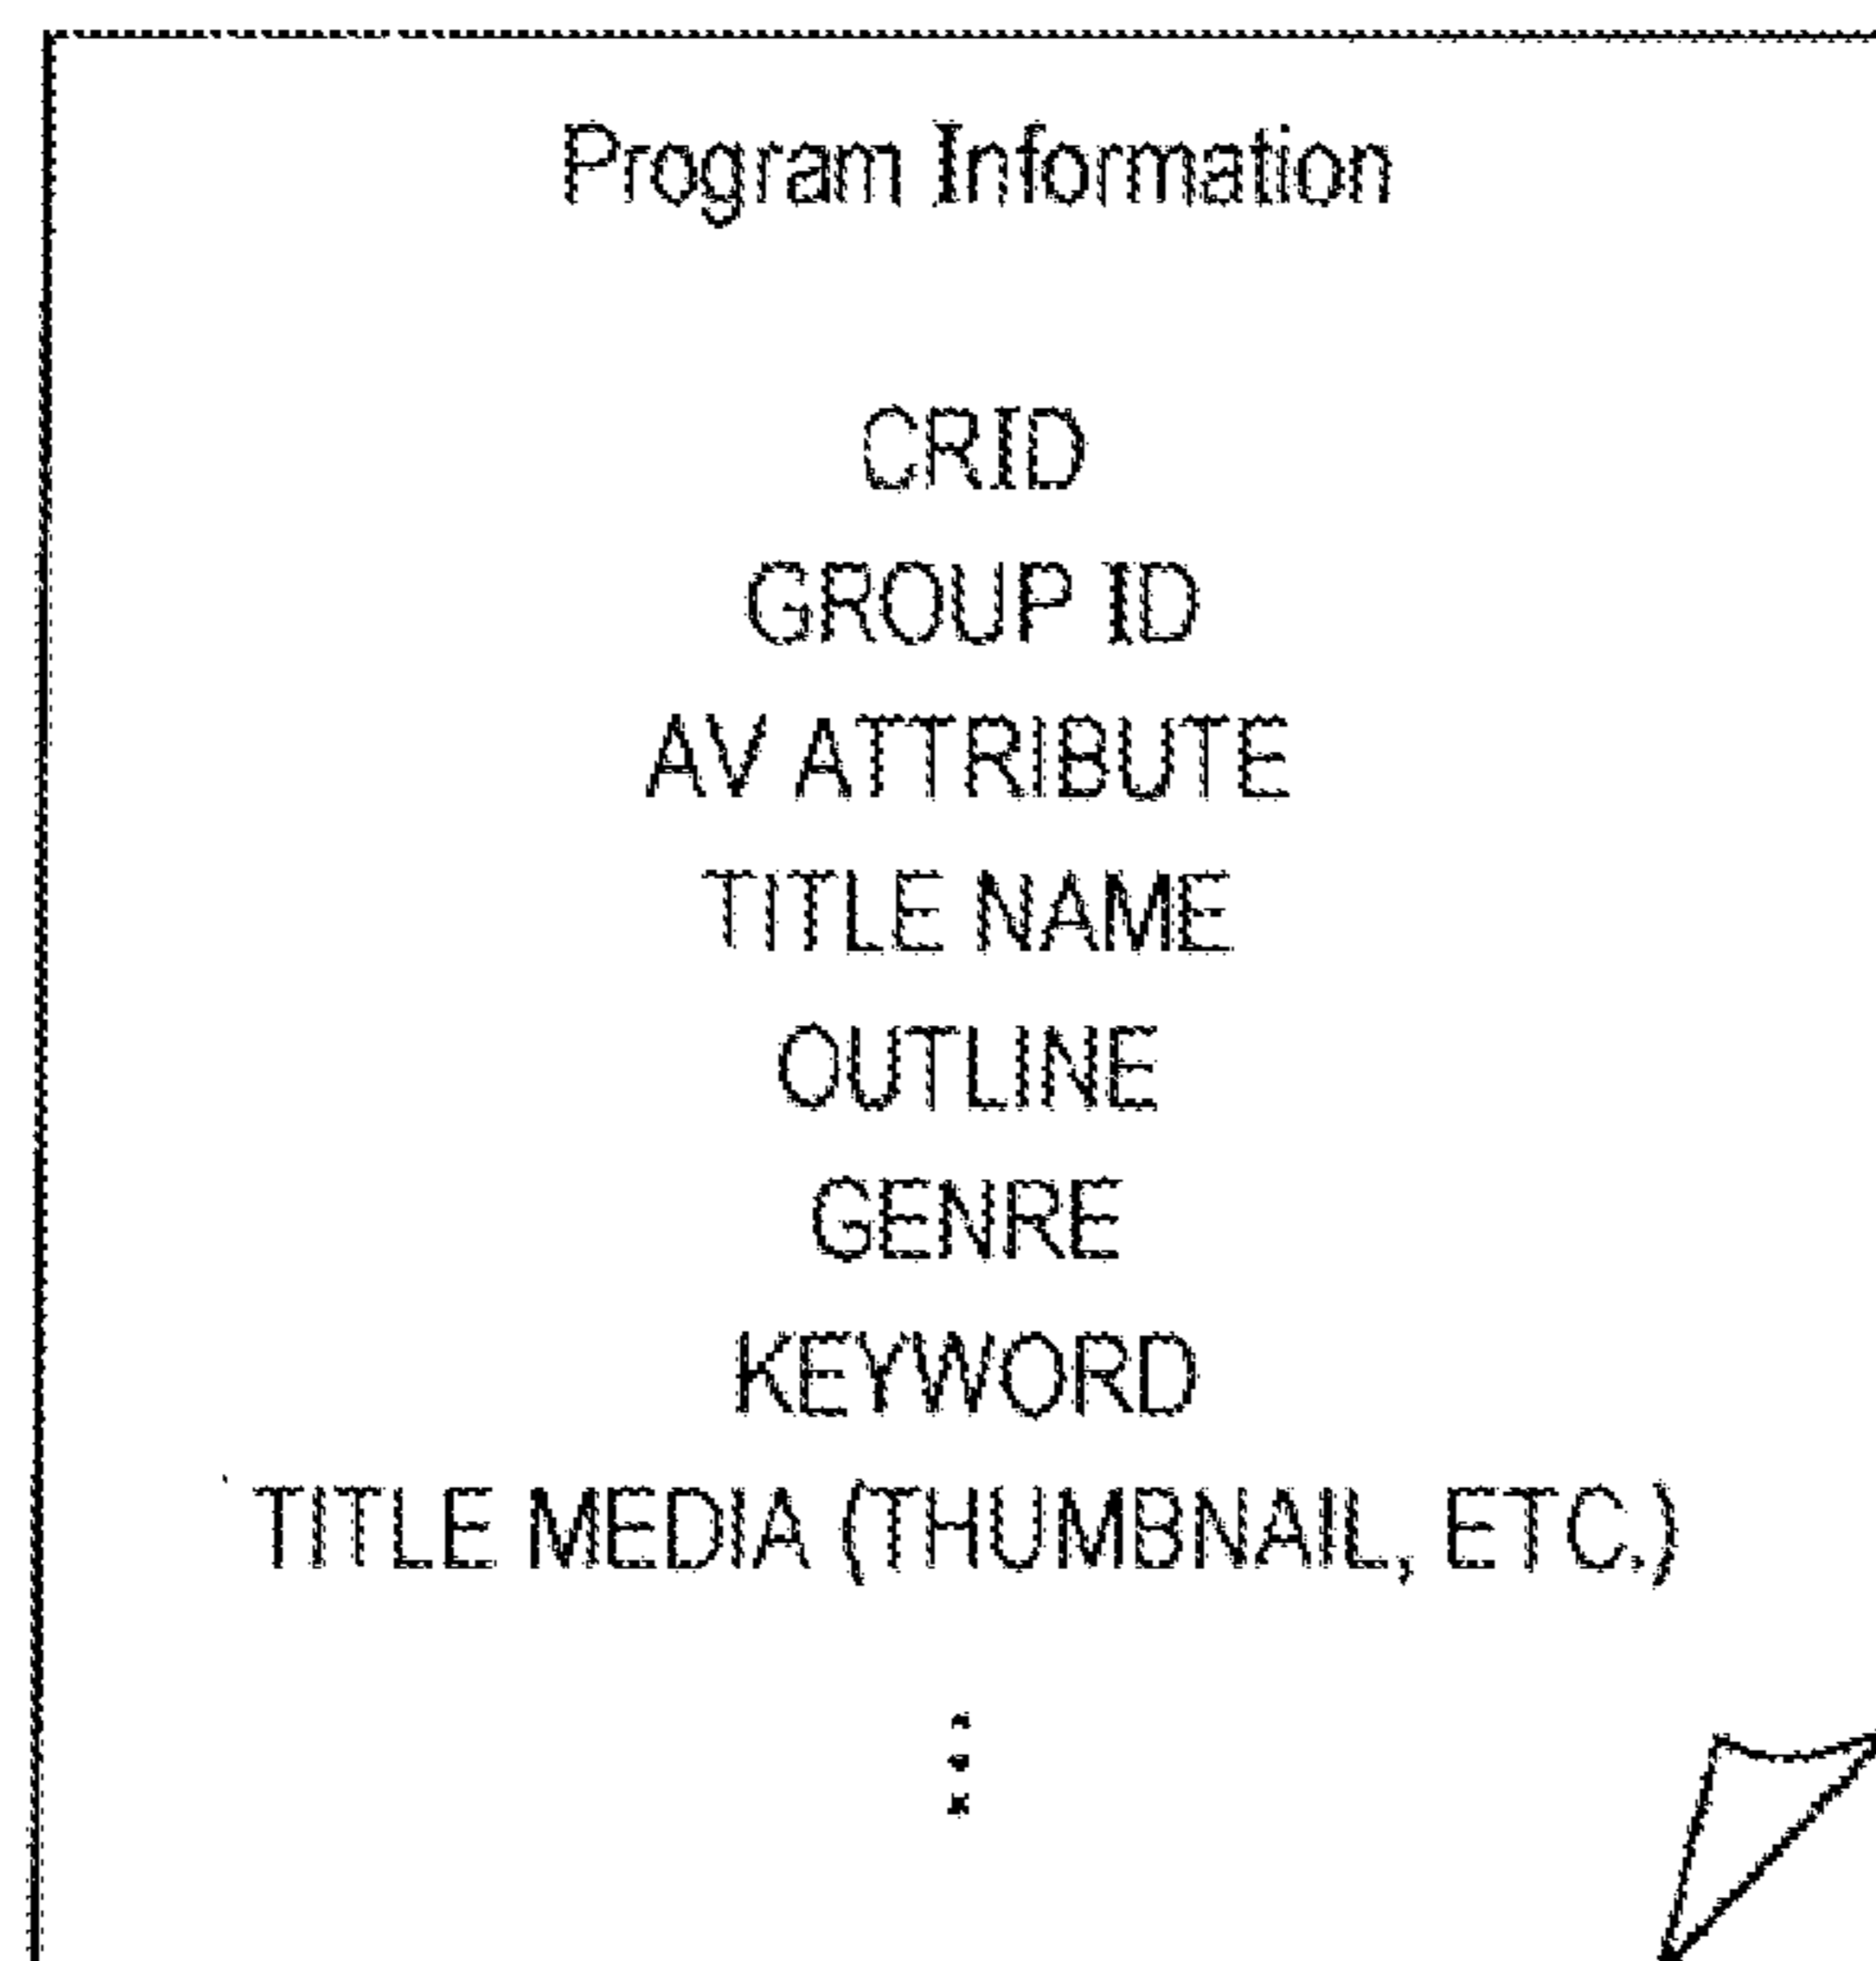 Program Information
CRID
GROUP ID
AV ATTRIBUTE
TITLE NAME
OUTLINE
GENRE
KEYWORD
TITLE MEDIA (THUMBNAIL, ETC.)